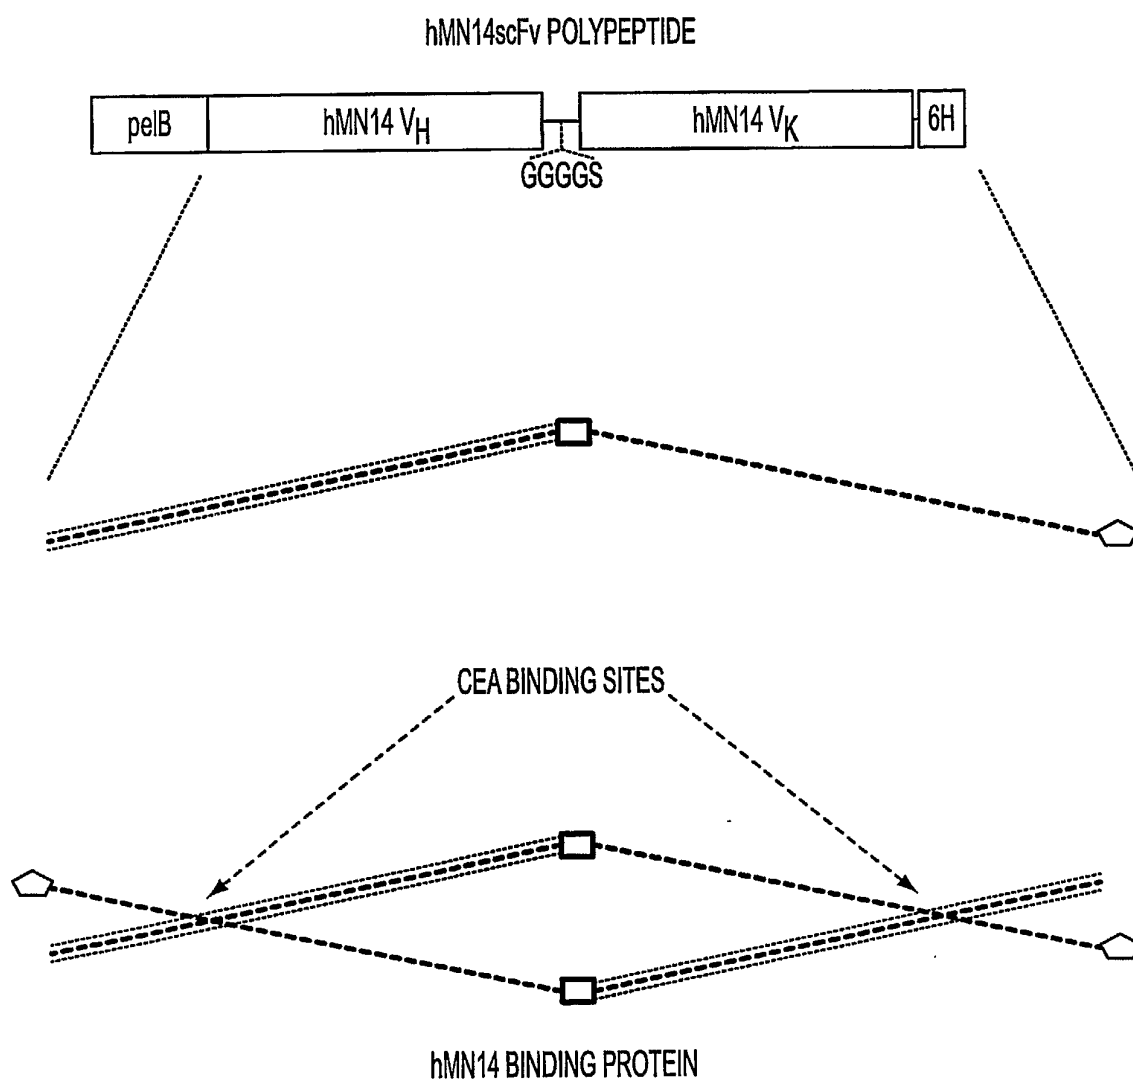 hMN14scFv POLYPEPTIDE
pelB hMN14 VH hMN14 VK 6H
GGGGS
CEA BINDING SITES
hMN14 BINDING PROTEIN